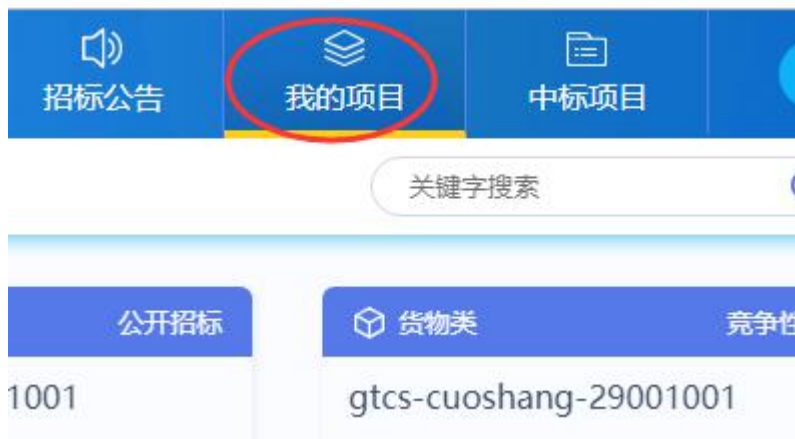 招标公告 我的项目 中标项目
关键字搜索
公开招标 货物类 竞争性
1001 gtcs-cuoshang-29001001